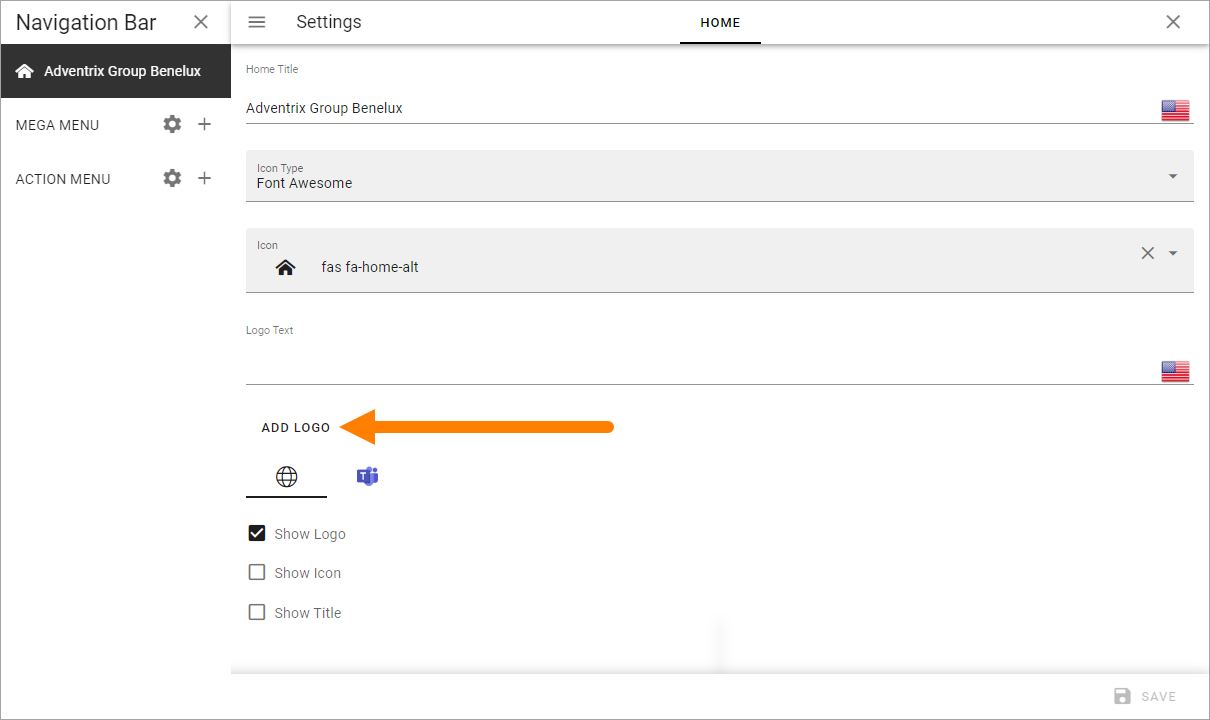 Navigation Bar
Settings
HOME
Adventrix Group Benelux
MEGA MENU
ACTION MENU
Home Title
Adventrix Group Benelux
Icon Type
Font Awesome
Icon
fas fa-home-alt
Logo Text
ADD LOGO
Show Logo
Show Icon
Show Title
SAVE